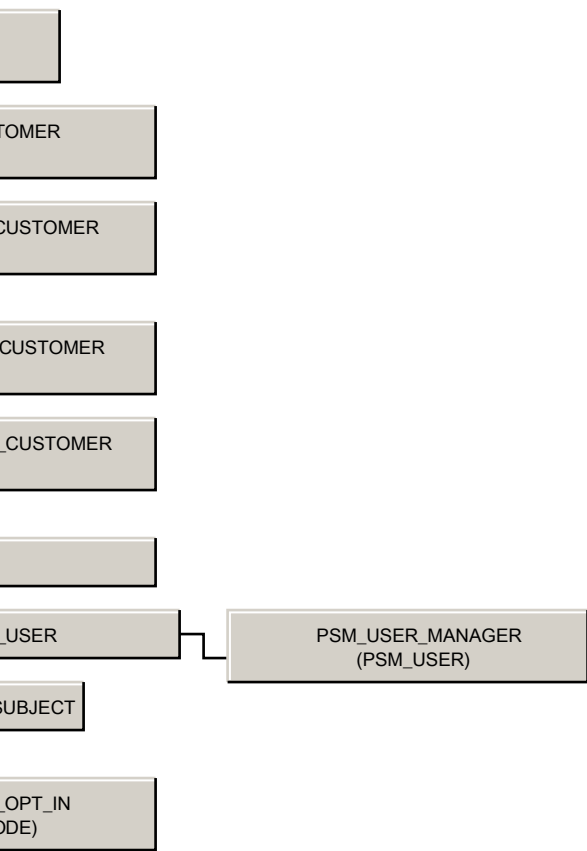 TOMER
CUSTOMER
CUSTOMER
_CUSTOMER
_USER
PSM_USER_MANAGER
(PSM_USER)
SUBJECT
_OPT_IN
ODE)